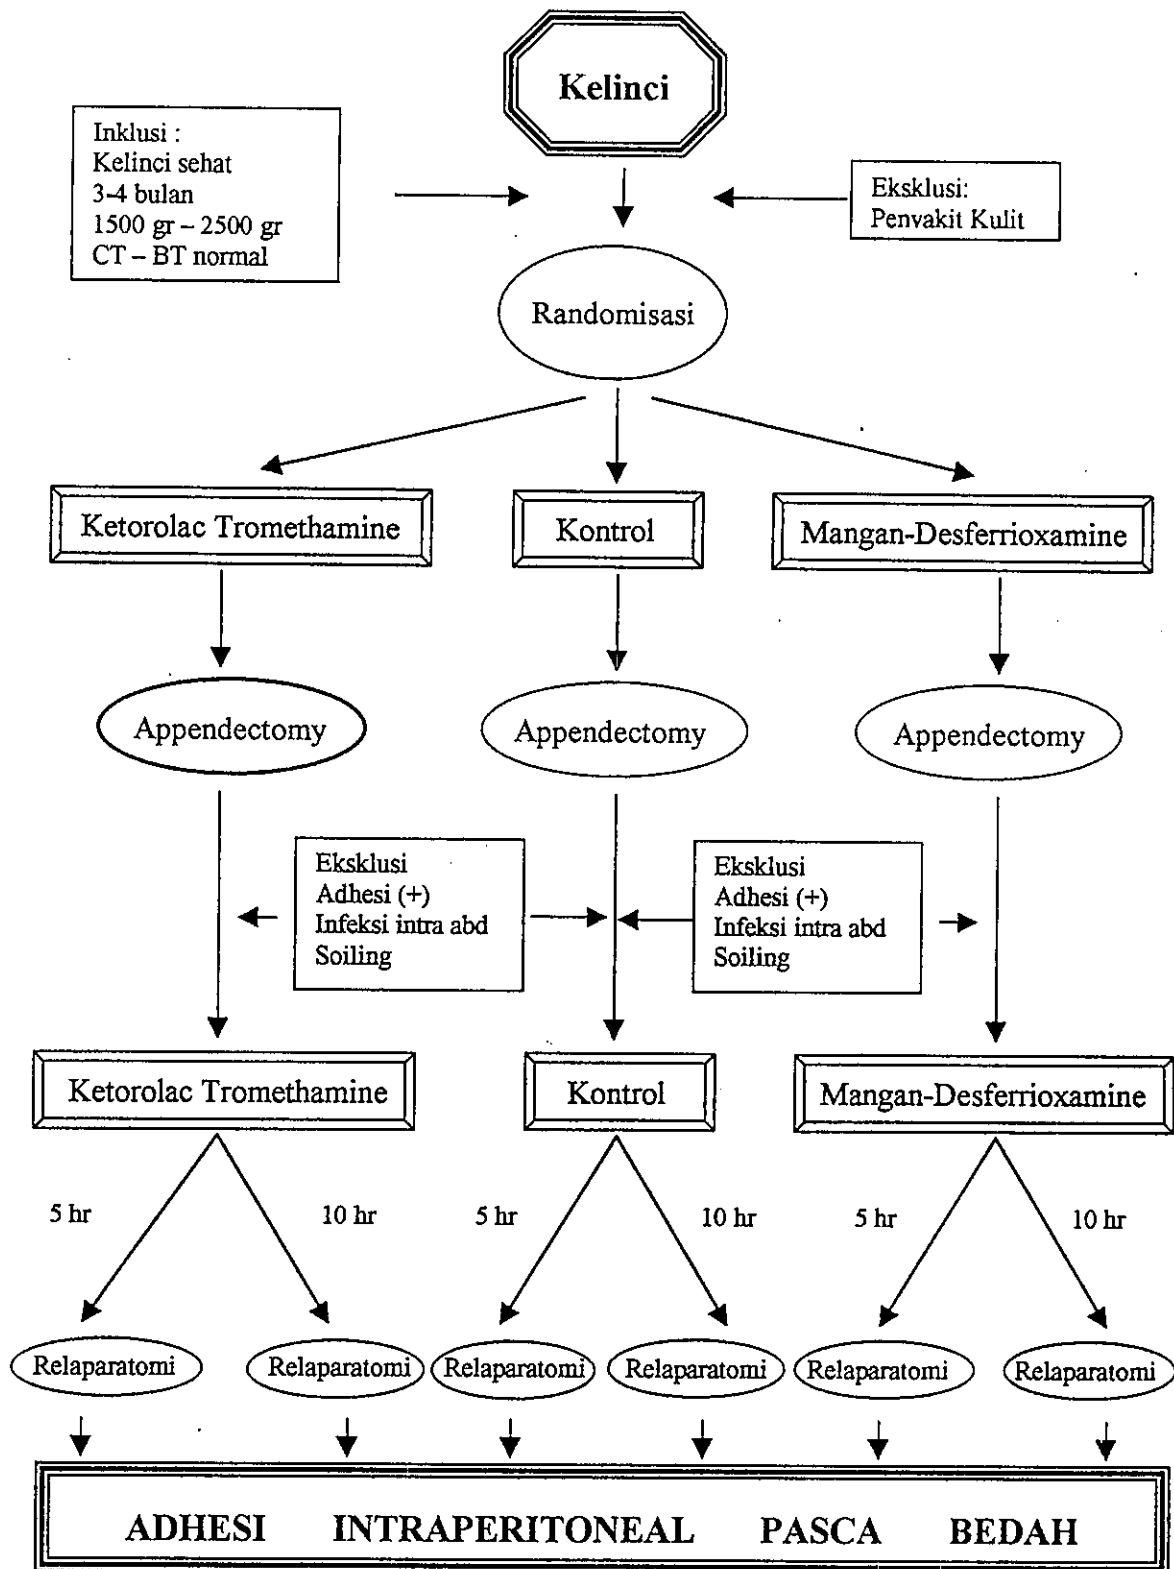 Kelinci
Inklusi :
Kelinci sehat
3-4 bulan
1500 gr – 2500 gr
CT – BT normal
Eksklusi:
Penvakit Kulit
Randomisasi
Ketorolac Tromethamine
Kontrol
Mangan-Desferrioxamine
Appendectomy
Appendectomy
Appendectomy
Eksklusi
Adhesi (+)
Infeksi intra abd
Soiling
Eksklusi
Adhesi (+)
Infeksi intra abd
Soiling
Ketorolac Tromethamine
Kontrol
Mangan-Desferrioxamine
5 hr
10 hr
5 hr
10 hr
5 hr
10 hr
Relaparatomi
Relaparatomi
Relaparatomi
Relaparatomi
Relaparatomi
Relaparatomi
ADHESI INTRAPERITONEAL PASCA BEDAH